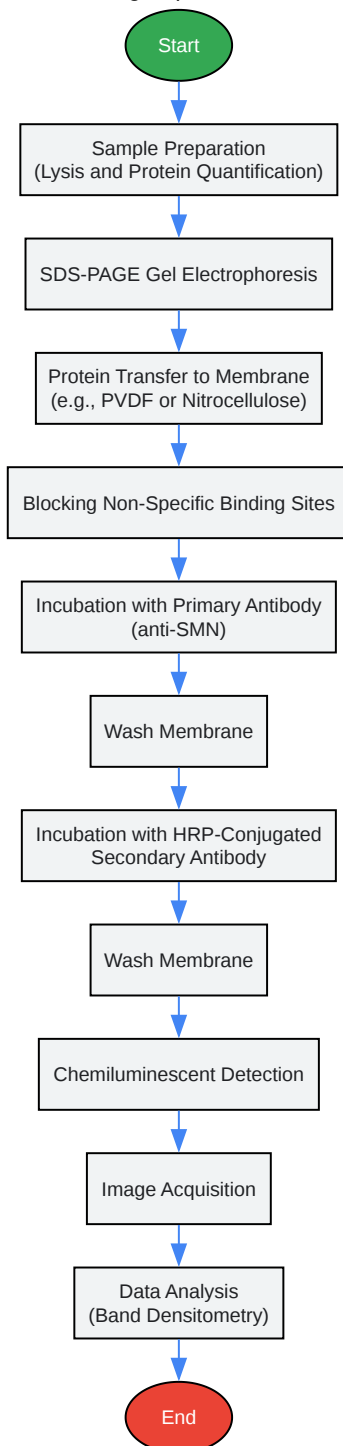 Start
Sample Preparation
(Lysis and Protein Quantification)
SDS-PAGE Gel Electrophoresis
Protein Transfer to Membrane
(e.g., PVDF or Nitrocellulose)
Blocking Non-Specific Binding Sites
Incubation with Primary Antibody
(anti-SMN)
Wash Membrane
Incubation with HRP-Conjugated
Secondary Antibody
Wash Membrane
Chemiluminescent Detection
Image Acquisition
Data Analysis
(Band Densitometry)
End